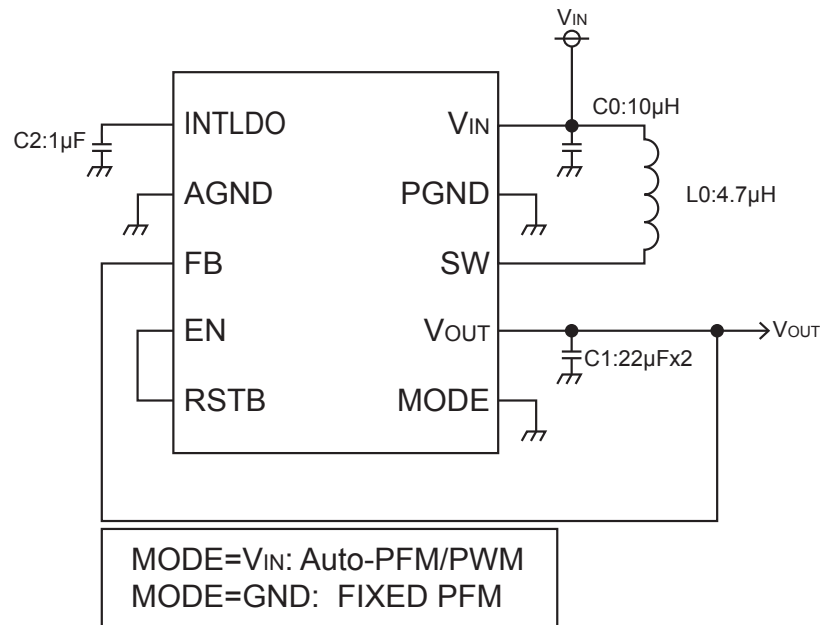 VIN
C0:10µH
C2:1µF
INTLDO
VIN
AGND
PGND
L0:4.7µH
FB
SW
EN
VOUT
VOUT
C1:22µFx2
RSTB
MODE
MODE=VIN: Auto-PFM/PWM
MODE=GND: FIXED PFM